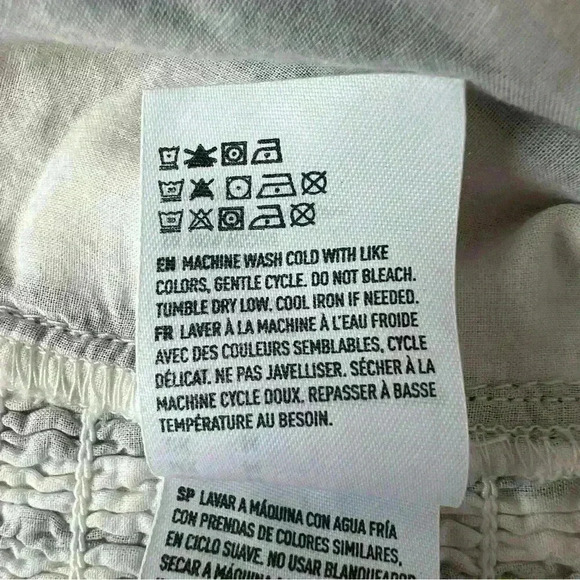 EN MACHINE WASH COLD WITH LIKE
COLORS, GENTLE CYCLE. DO NOT BLEACH.
TUMBLE DRY LOW. COOL IRON IF NEEDED.
FR LAVER À LA MACHINE À L'EAU FROIDE
AVEC DES COULEURS SEMBLABLES, CYCLE
DÉLICAT. NE PAS JAVELLISER. SÉCHER À LA
MACHINE CYCLE DOUX. REPASSER À BASSE
TEMPÉRATURE AU BESOIN.
SP LAVAR A MÁQUINA CON AGUA FRÍA
CON PRENDAS DE COLORES SIMILARES,
EN CICLO SUAVE. NO USAR BLANQUEADOR.
SECAR A MÁQUINA